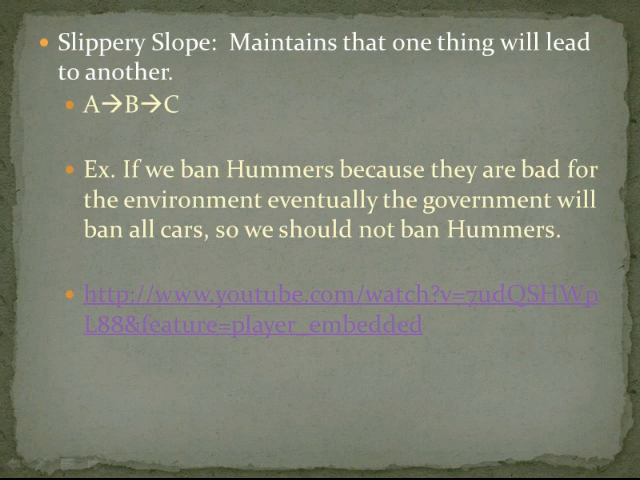 Slippery Slope:  Maintains that one thing will lead
to another.
A→B→C
Ex. If we ban Hummers because they are bad for
the environment eventually the government will
ban all cars, so we should not ban Hummers.
http://www.youtube.com/watch?v=7udQSHWp
L88&feature=player_embedded